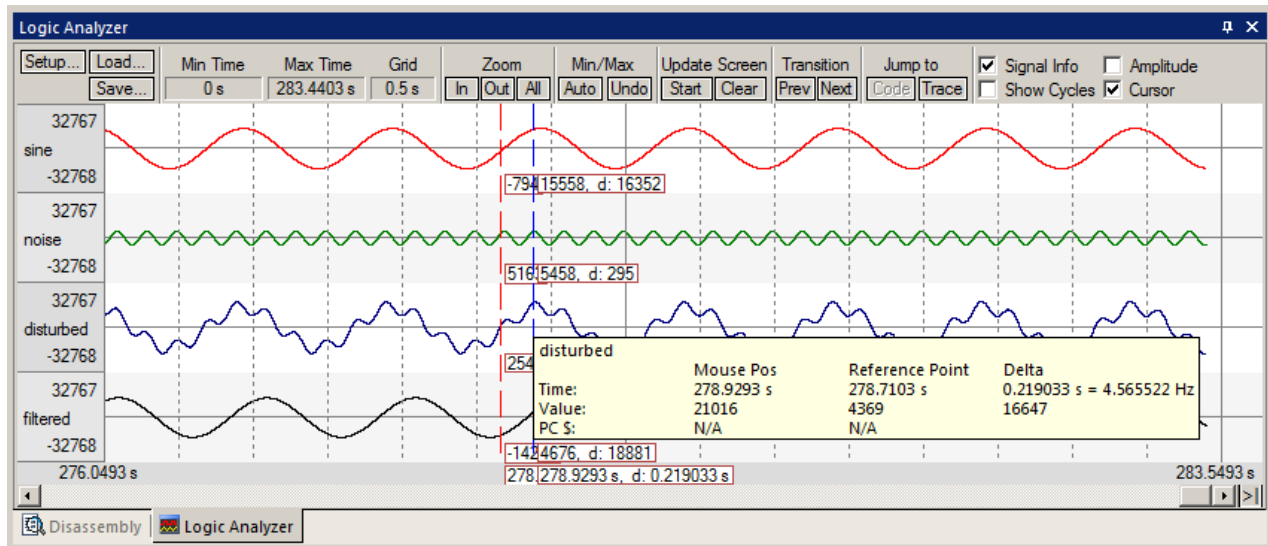 Logic Analyzer
Setup... Load... Min Time Max Time Grid Zoom Min/Max Update Screen Transition Jump to Signal Info Amplitude
Save... 0 s 283.4403 s 0.5 s In Out All Auto Undo Start Clear Prev Next Code Trace Show Cycles Cursor
32767
sine
-32768
-794 15558, d: 16352
32767
noise
-32768
5163 5458, d: 295
32767
disturbed
-32768
254
disturbed
Mouse Pos Reference Point Delta
Time: 278.9293 s 278.7103 s 0.219033 s = 4.565522 Hz
Value: 21016 4369 16647
PC $: N/A N/A
32767
filtered
-32768
-142 4676, d: 18881
276.0493 s 278. 278.9293 s, d: 0.219033 s 283.5493 s
Disassembly Logic Analyzer